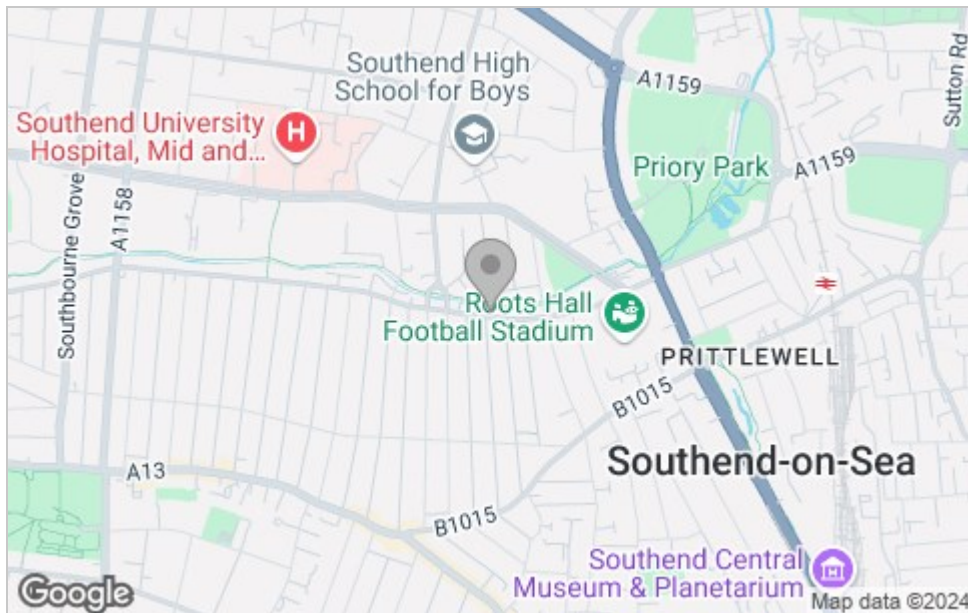 Southend High
School for Boys
A1159
Sutton Rd
Southend University
Hospital, Mid and...
Priory Park
A1159
Southbourne Grove
A1158
Roots Hall
Football Stadium
PRITTLEWELL
B1015
Southend-on-Sea
A13
B1015
Southend Central
Museum & Planetarium
Google
Map data ©2024